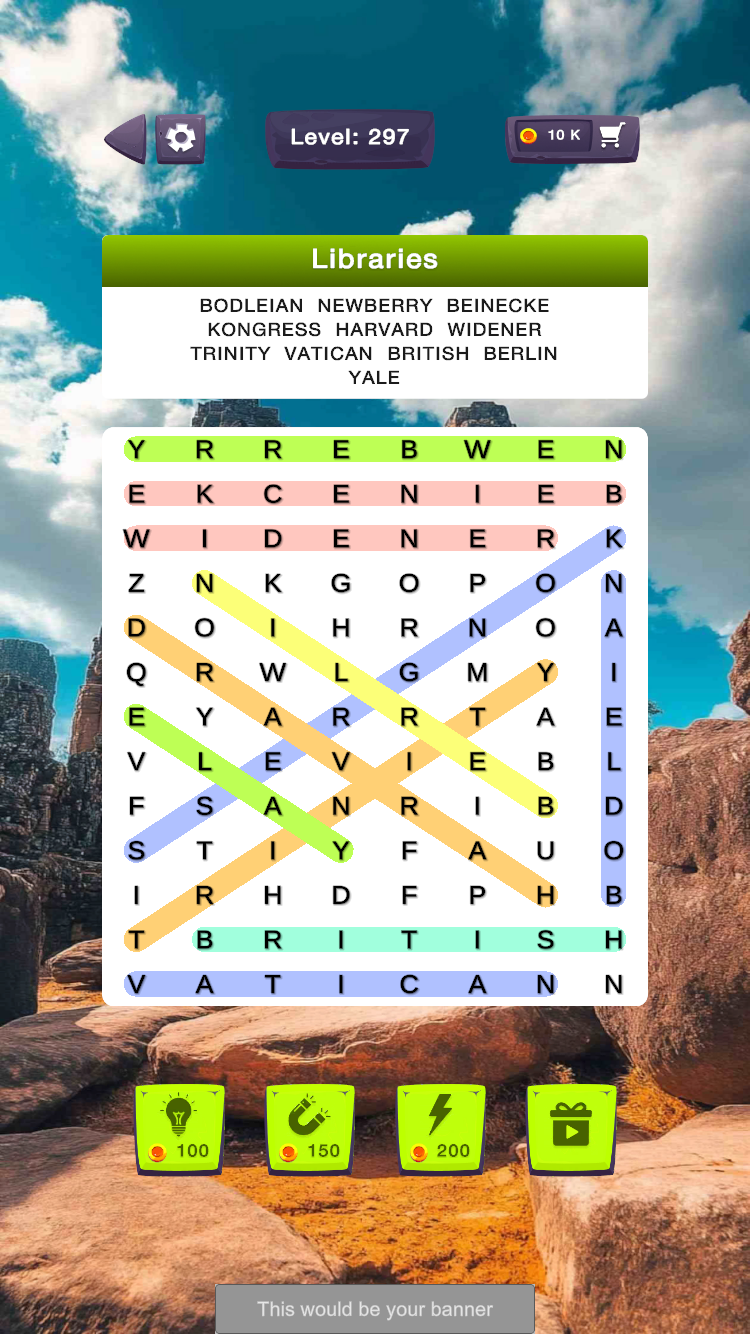 Level: 297
10 K
Libraries
BODLEIAN NEWBERRY BEINECKE
KONGRESS HARVARD WIDENER
TRINITY VATICAN BRITISH BERLIN
YALE
Y R R E B W E N
E K C E N I E B
W I D E N E R K
Z N K G O P O N
D O I H R N O A
Q R W L G M Y I
E Y A R R T A E
V L E V I E B L
F S A N R I B D
S T I Y F A U O
I R H D F P H B
T B R I T I S H
V A T I C A N N
100 150 200
This would be your banner